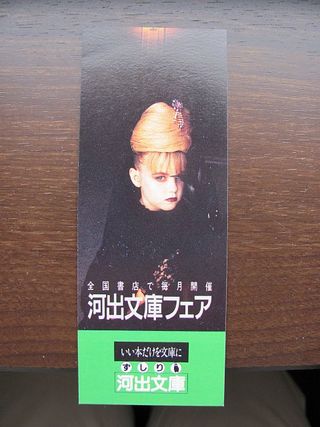 全国書店で毎月開催
河出文庫フェア
いい本だけを文庫に
ずしり
河出文庫